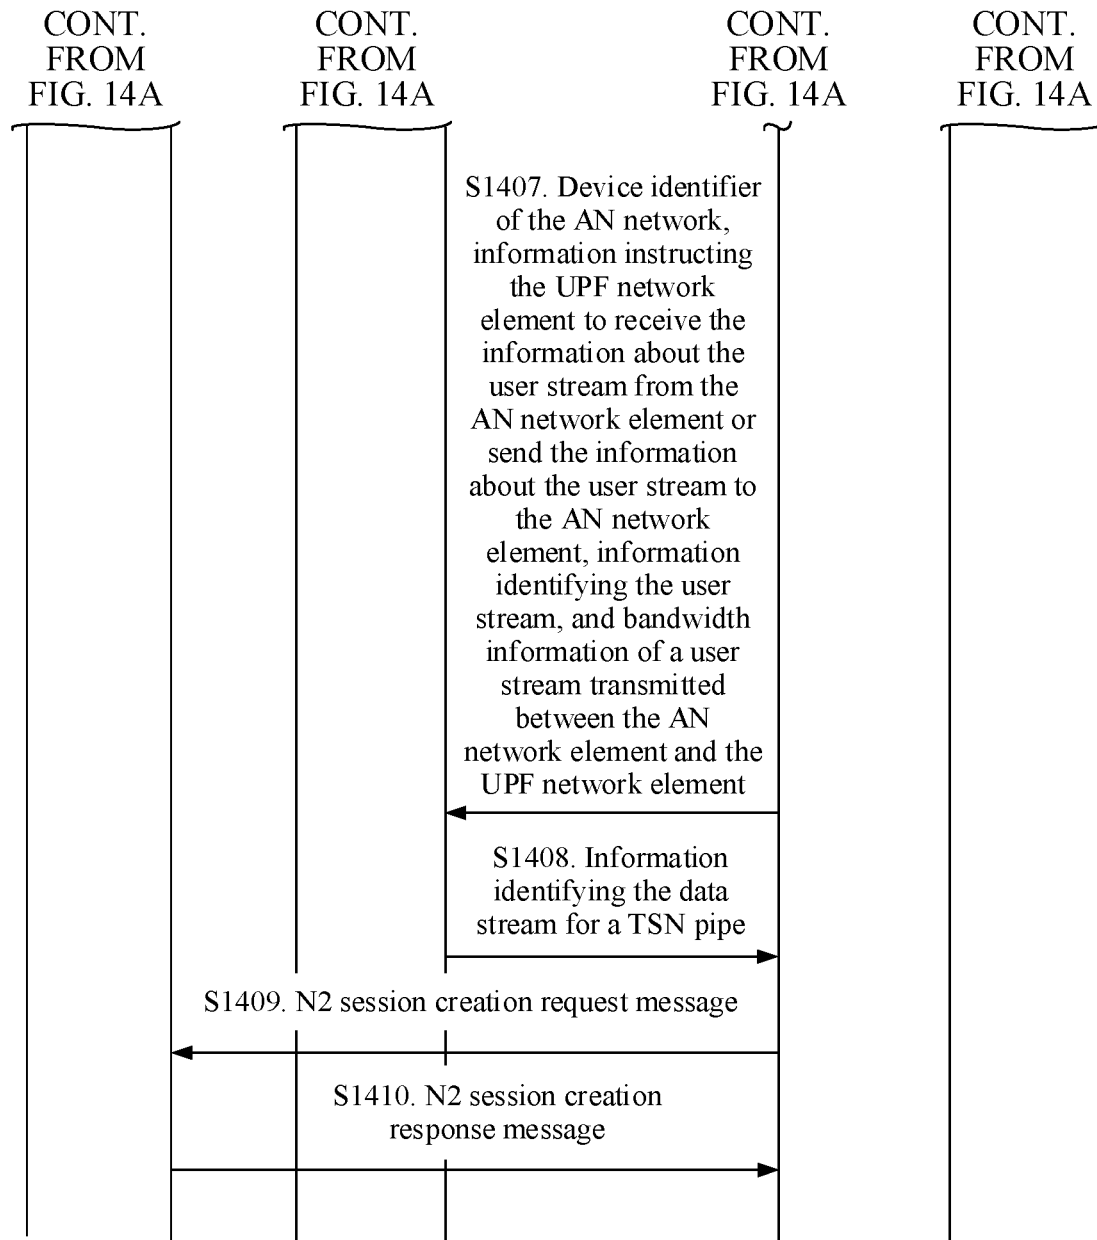 CONT.
FROM
FIG. 14A
CONT.
FROM
FIG. 14A
CONT.
FROM
FIG. 14A
CONT.
FROM
FIG. 14A
S1407. Device identifier
of the AN network,
information instructing
the UPF network
element to receive the
information about the
user stream from the
AN network element or
send the information
about the user stream to
the AN network
element, information
identifying the user
stream, and bandwidth
information of a user
stream transmitted
between the AN
network element and the
UPF network element
S1408. Information
identifying the data
stream for a TSN pipe
S1409. N2 session creation request message
S1410. N2 session creation
response message